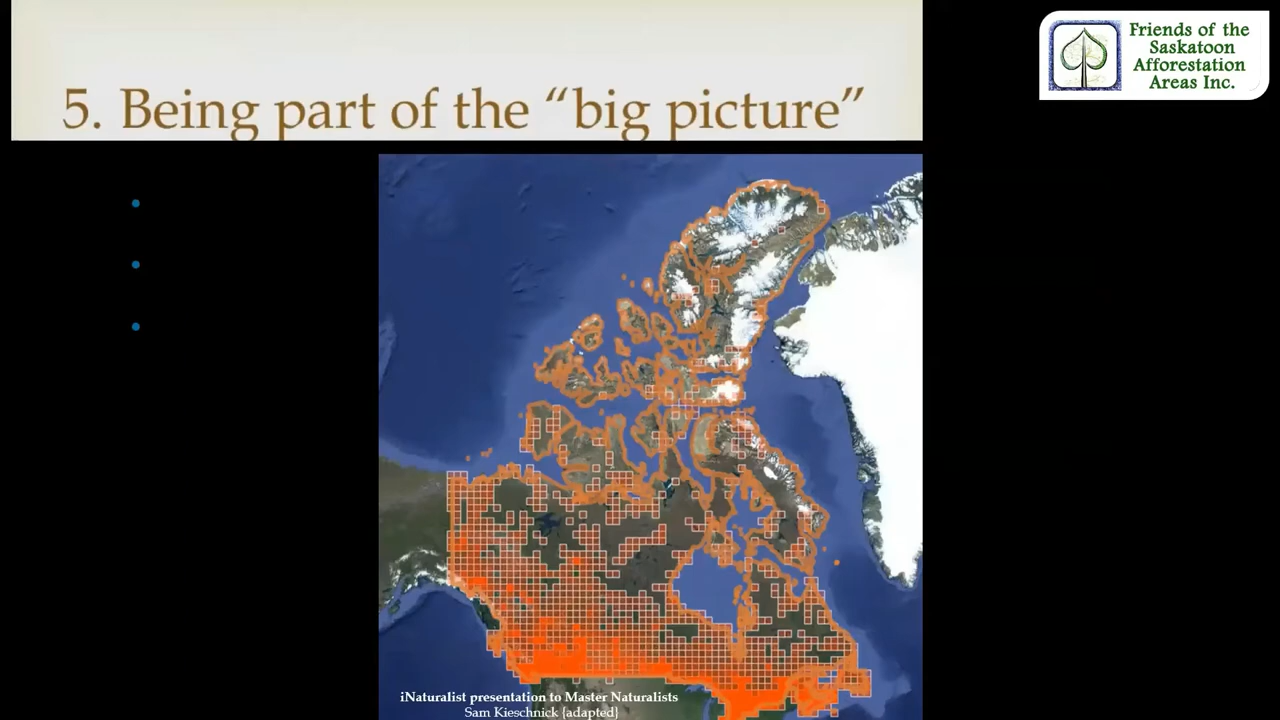 5. Being part of the “big picture”
Friends of the
Saskatoon
Afforestation
Areas Inc.
iNaturalist presentation to Master Naturalists
Sam Kieschnick {adapted}